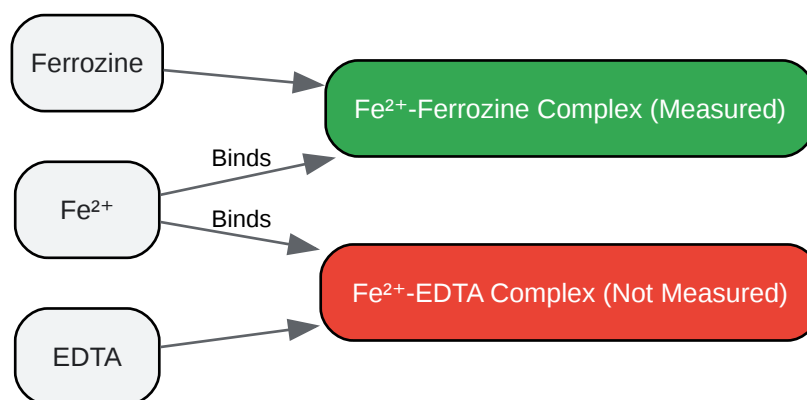 Ferrozine
Fe²⁺-Ferrozine Complex (Measured)
Binds
Fe²⁺
Binds
Fe²⁺-EDTA Complex (Not Measured)
EDTA